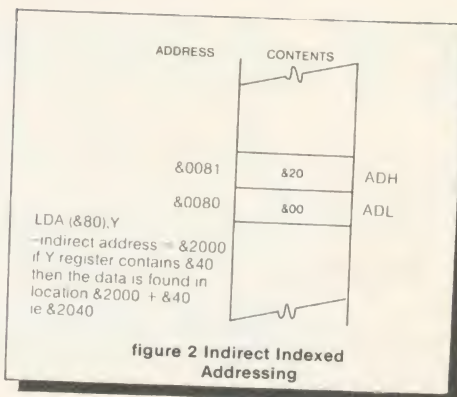 ADDRESS CONTENTS
&0081 &20 ADH
&0080 &00 ADL
LDA (&80),Y
-indirect address = &2000
if Y register contains &40
then the data is found in
location &2000 + &40
ie &2040
figure 2 Indirect Indexed
Addressing